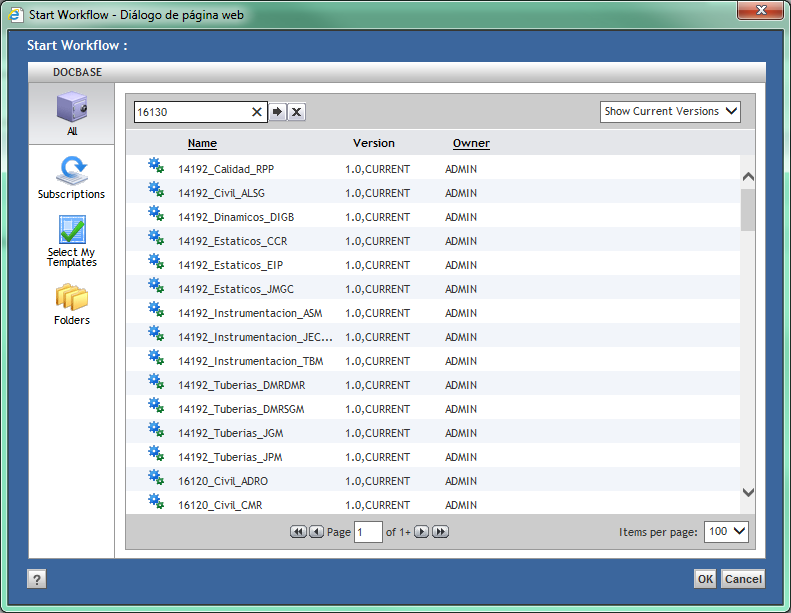 Start Workflow - Diálogo de página web
Start Workflow :
DOCBASE
All
Subscriptions
Select My
Templates
Folders
16130
Show Current Versions
Name Version Owner
14192_Calidad_RPP 1.0,CURRENT ADMIN
14192_Civil_ALSG 1.0,CURRENT ADMIN
14192_Dinamicos_DIGB 1.0,CURRENT ADMIN
14192_Estaticos_CCR 1.0,CURRENT ADMIN
14192_Estaticos_EIP 1.0,CURRENT ADMIN
14192_Estaticos_JMGC 1.0,CURRENT ADMIN
14192_Instrumentacion_ASM 1.0,CURRENT ADMIN
14192_Instrumentacion_JEC... 1.0,CURRENT ADMIN
14192_Instrumentacion_TBM 1.0,CURRENT ADMIN
14192_Tuberias_DMRDMR 1.0,CURRENT ADMIN
14192_Tuberias_DMRSGM 1.0,CURRENT ADMIN
14192_Tuberias_JGM 1.0,CURRENT ADMIN
14192_Tuberias_JPM 1.0,CURRENT ADMIN
16120_Civil_ADRO 1.0,CURRENT ADMIN
16120_Civil_CMR 1.0,CURRENT ADMIN
Page 1 of 1+ Items per page: 100
? OK Cancel